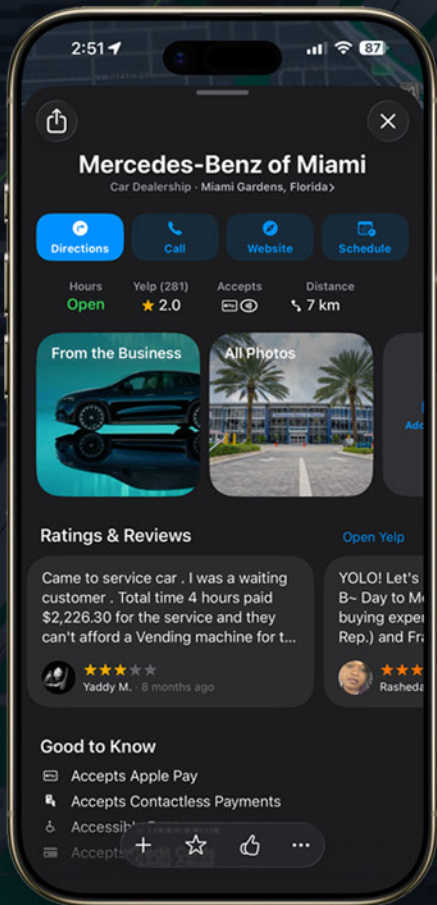 2:51
87
Mercedes-Benz of Miami
Car Dealership · Miami Gardens, Florida >
Directions
Call
Website
Schedule
Hours
Yelp (281)
Accepts
Distance
Open
★ 2.0
7 km
From the Business
All Photos
Ratings & Reviews
Open Yelp
Came to service car . I was a waiting
customer . Total time 4 hours paid
$2,226.30 for the service and they
can't afford a Vending machine for t...
Yaddy M. · 8 months ago
YOLO! Let's
B~ Day to
buying
Rep.) and
Rasheda
Good to Know
Accepts Apple Pay
Accepts Contactless Payments
Accepts